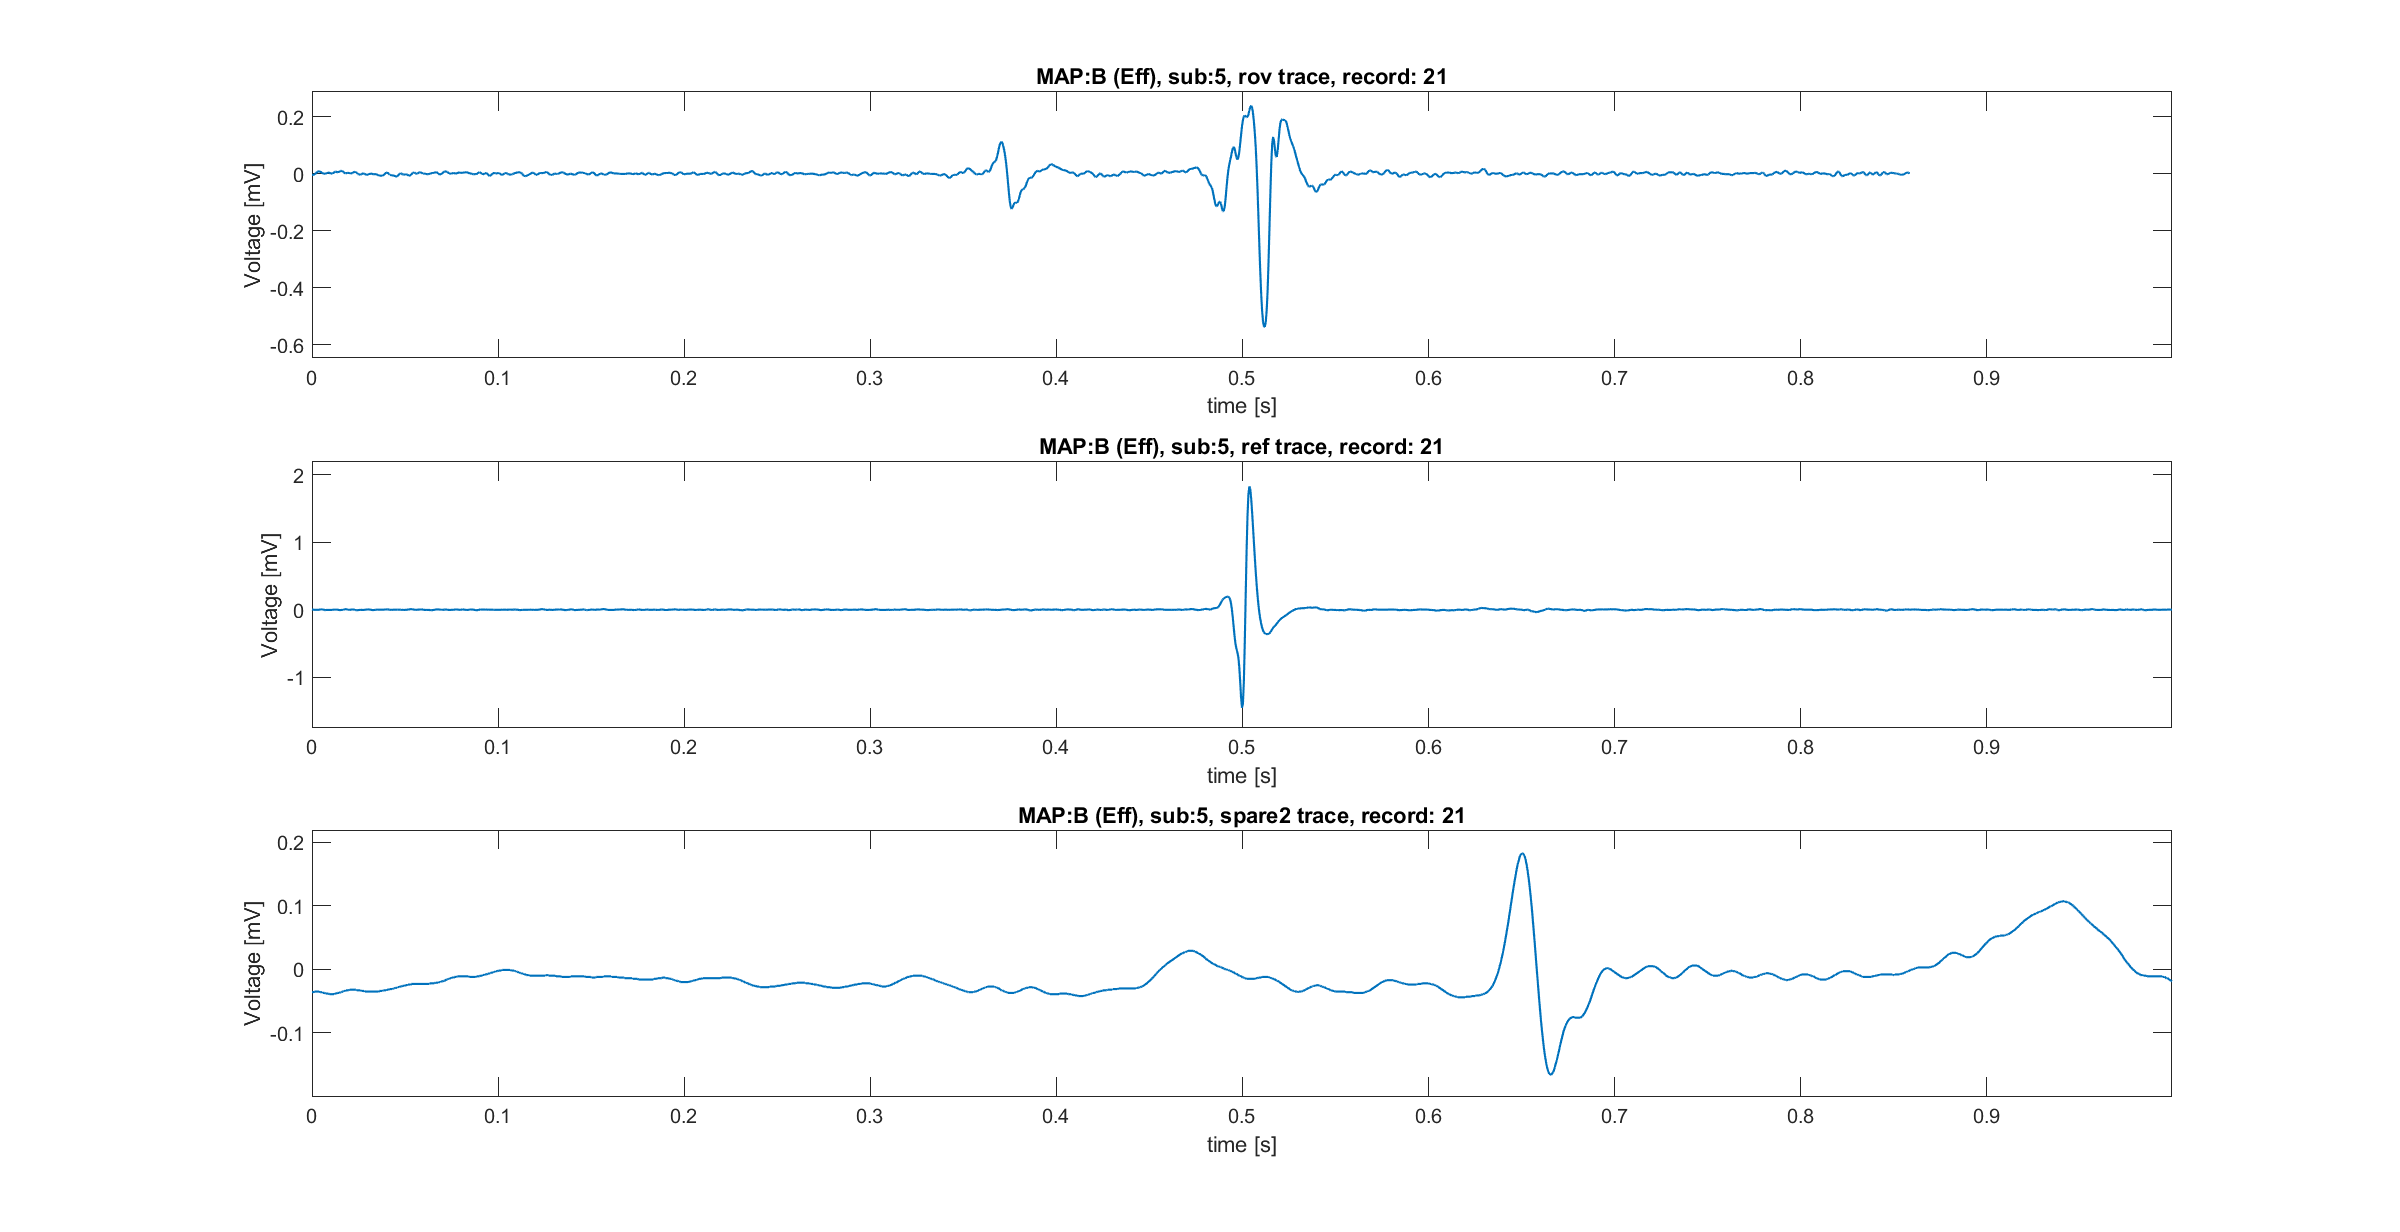 MAP:B (Eff), sub:5, rov trace, record: 21
0.2
0
-0.2
-0.4
-0.6
Voltage [mV]
0 0.1 0.2 0.3 0.4 0.5 0.6 0.7 0.8 0.9
time [s]
MAP:B (Eff), sub:5, ref trace, record: 21
2
1
0
-1
Voltage [mV]
0 0.1 0.2 0.3 0.4 0.5 0.6 0.7 0.8 0.9
time [s]
MAP:B (Eff), sub:5, spare2 trace, record: 21
0.2
0.1
0
-0.1
Voltage [mV]
0 0.1 0.2 0.3 0.4 0.5 0.6 0.7 0.8 0.9
time [s]